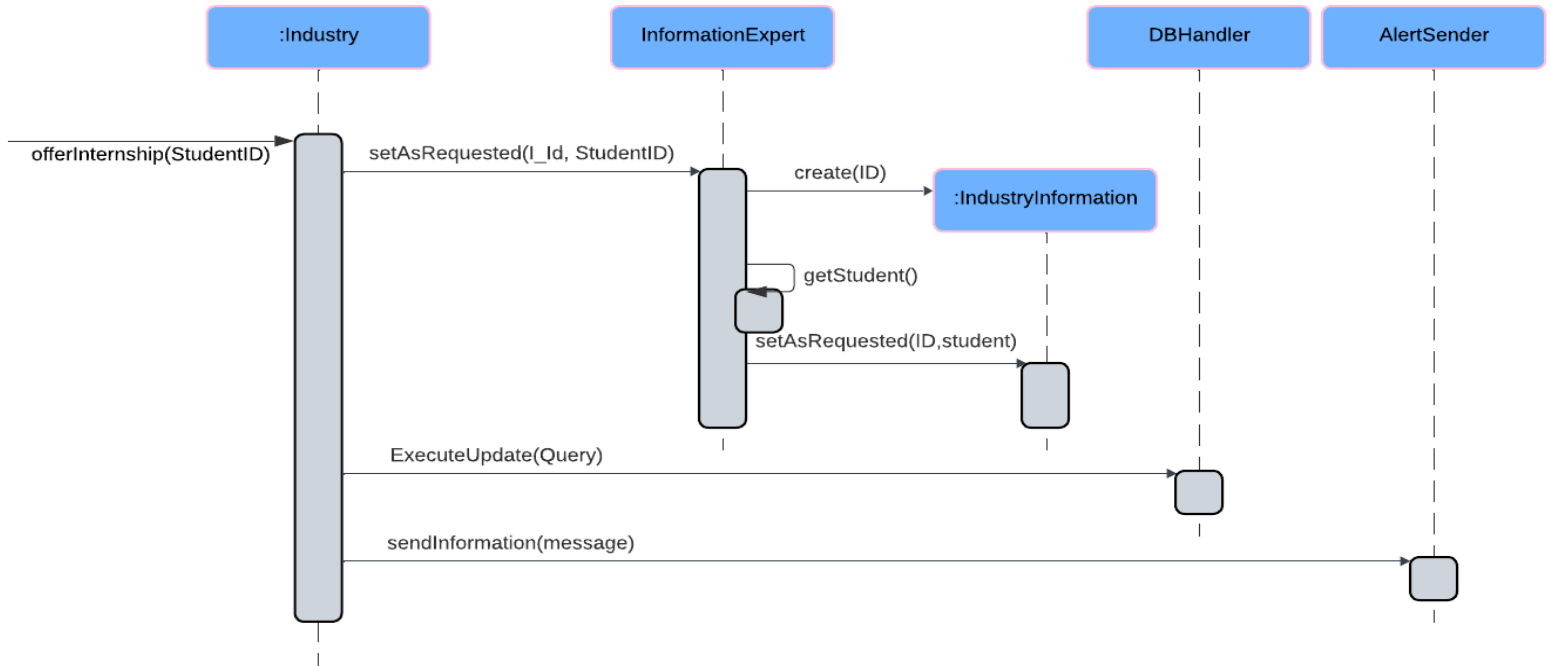 :Industry
InformationExpert
DBHandler
AlertSender
offerInternship(StudentID)
setAsRequested(I_Id, StudentID)
create(ID)
:IndustryInformation
getStudent()
setAsRequested(ID,student)
ExecuteUpdate(Query)
sendInformation(message)